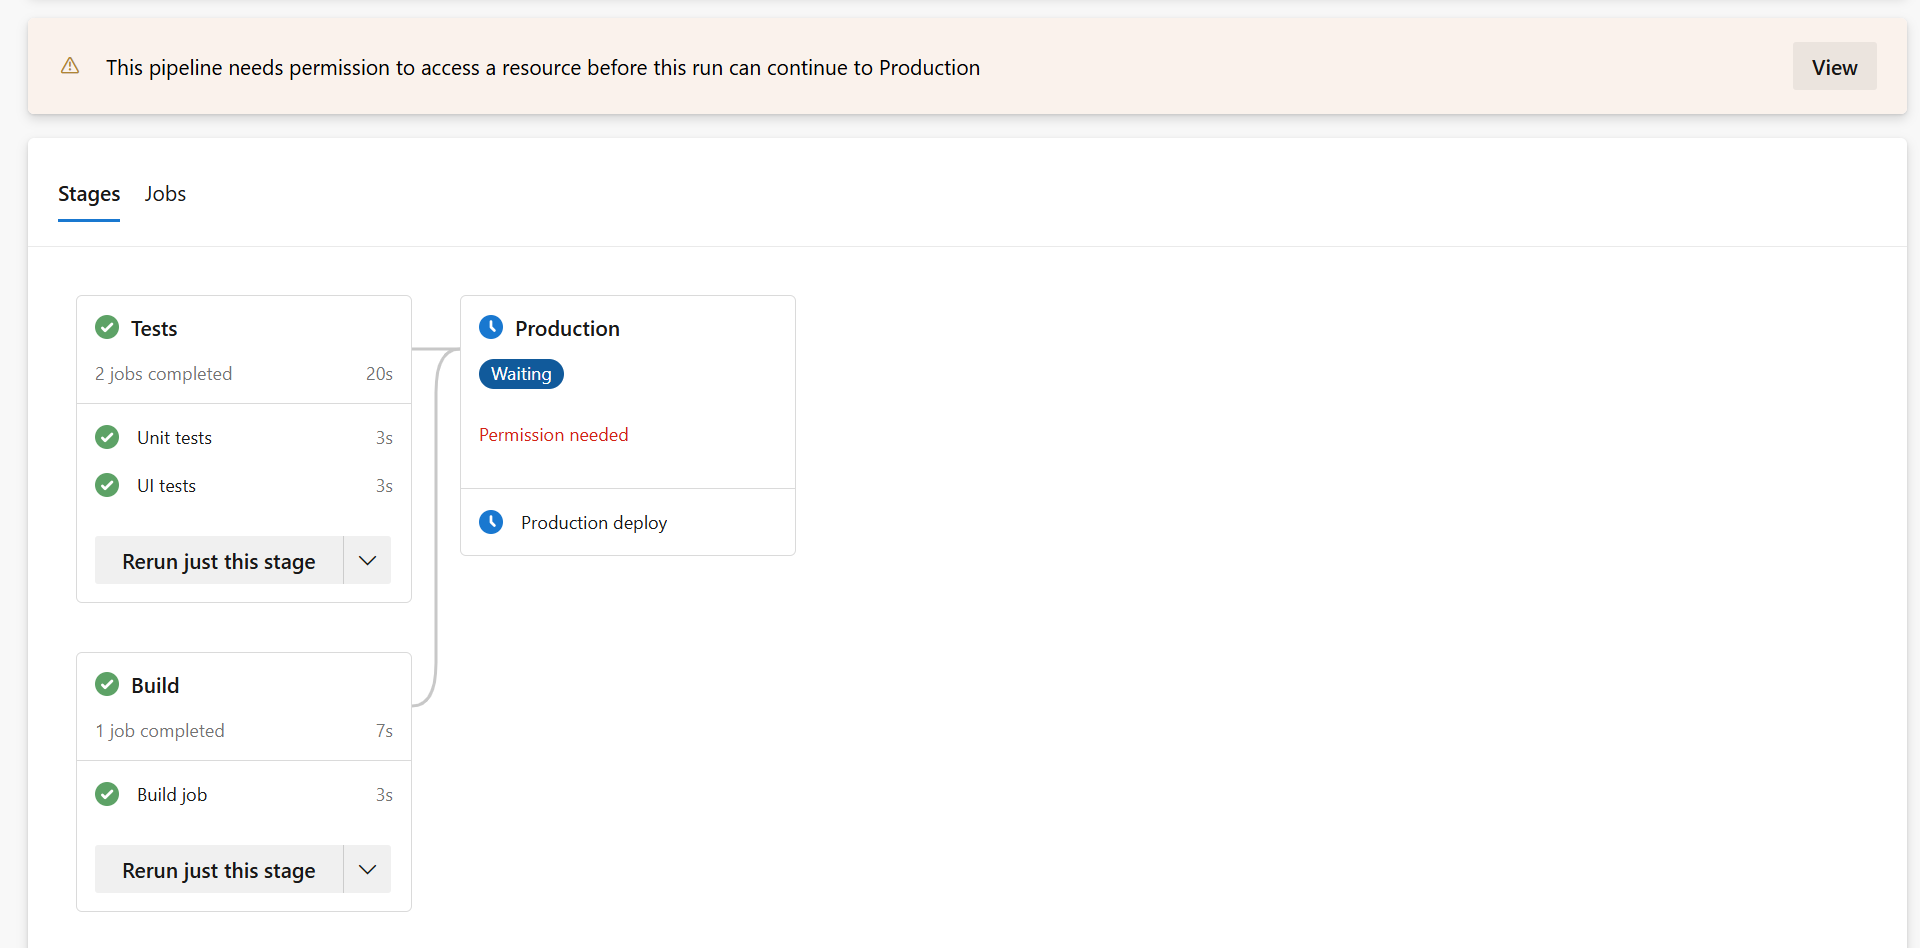 This pipeline needs permission to access a resource before this run can continue to Production
View
Stages
Jobs
Tests
2 jobs completed
20s
Unit tests
3s
UI tests
3s
Rerun just this stage
Production
Waiting
Permission needed
Production deploy
Build
1 job completed
7s
Build job
3s
Rerun just this stage